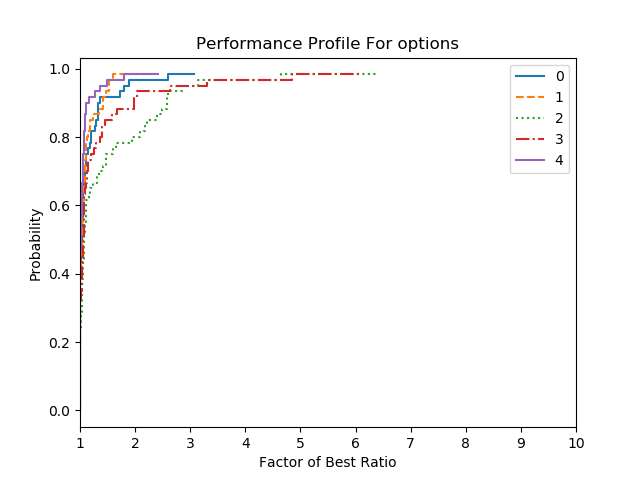 Performance Profile For options
1.0
0.8
0.6
0.4
0.2
0.0
Probability
0
1
2
3
4
1 2 3 4 5 6 7 8 9 10
Factor of Best Ratio